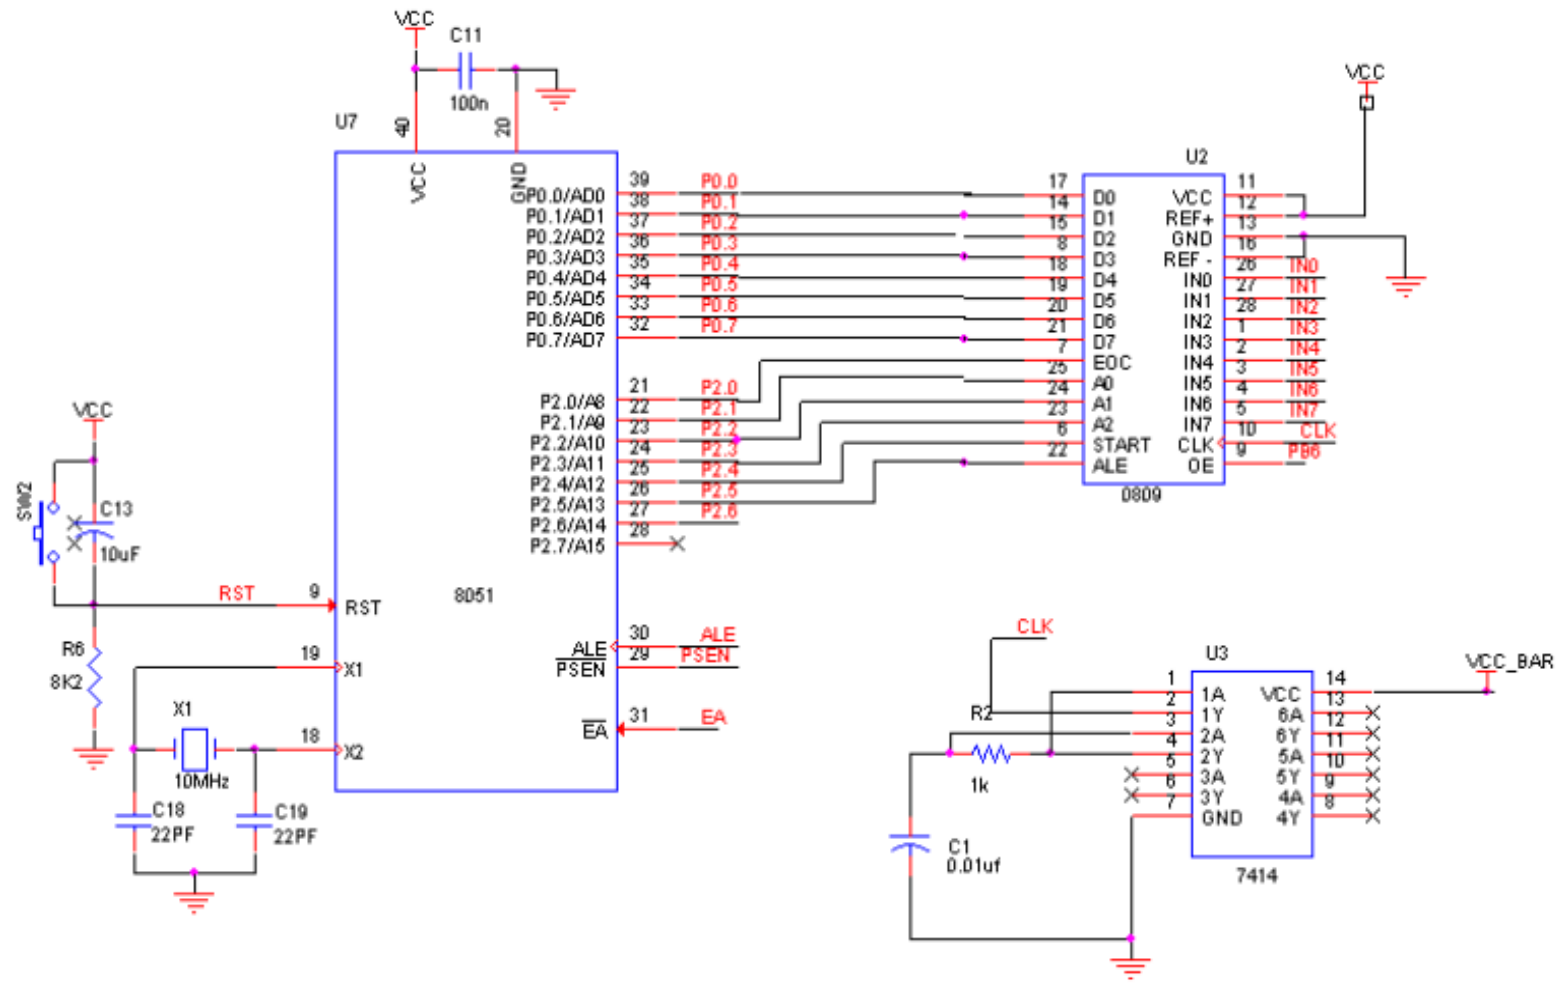 VCC
C11
100n
U7
40
20
VCC
GND
P0.0/AD0 39 P0.0
P0.1/AD1 38 P0.1
P0.2/AD2 37 P0.2
P0.3/AD3 36 P0.3
P0.4/AD4 35 P0.4
P0.5/AD5 34 P0.5
P0.6/AD6 33 P0.6
P0.7/AD7 32 P0.7
P2.0/A8 21 P2.0
P2.1/A9 22 P2.1
P2.2/A10 23 P2.2
P2.3/A11 24 P2.3
P2.4/A12 25 P2.4
P2.5/A13 26 P2.5
P2.6/A14 27 P2.6
P2.7/A15 28
8051
ALE 30 ALE
PSEN 29 PSEN
EA 31 EA
RST 9 RST
19 X1
18 X2
VCC
SW2
C13
10uF
R6
8K2
X1
10MHz
C18
22PF
C19
22PF
VCC
U2
17 D0 VCC 11
14 D1 REF+ 12
15 D2 GND 13
8 D3 REF - 16
18 D4 IN0 26 IN0
19 D5 IN1 27 IN1
20 D6 IN2 28 IN2
21 D7 IN3 1 IN3
7 EOC IN4 2 IN4
25 A0 IN5 3 IN5
24 A1 IN6 4 IN6
23 A2 IN7 5 IN7
6 START CLK 10 CLK
22 ALE OE 9 PB6
0809
CLK
U3
VCC_BAR
1 1A VCC 14
2 1Y 6A 13
3 2A 6Y 12
4 2Y 5A 11
5 3A 5Y 10
6 3Y 4A 9
7 GND 4Y 8
7414
R2
1k
C1
0.01uf